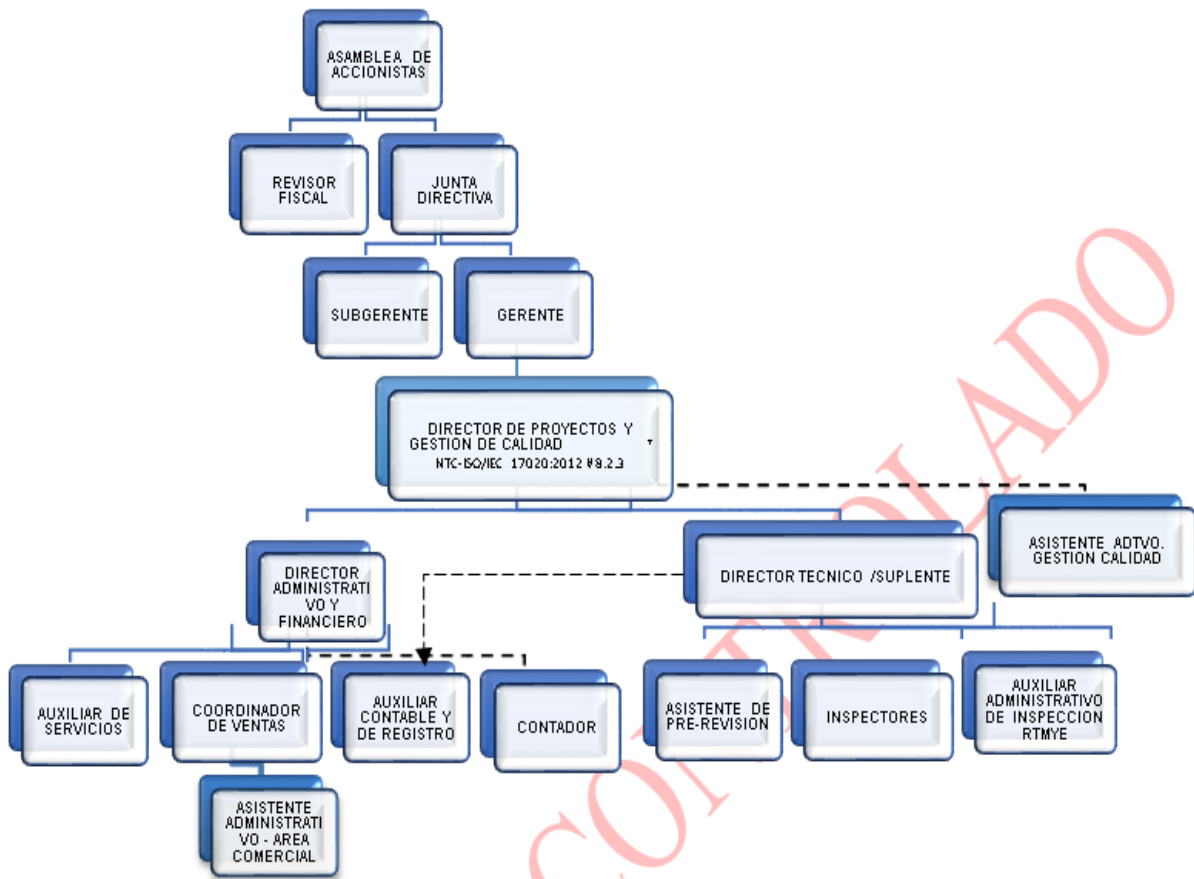 ASAMBLEA DE
ACCIONISTAS
REVISOR
FISCAL
JUNTA
DIRECTIVA
SUBGERENTE
GERENTE
DIRECTOR DE PROYECTOS Y
GESTION DE CALIDAD
NTC-ISO/IEC 17020:2012 #8.2.3
DIRECTOR
ADMINISTRATI
VO Y
FINANCIERO
DIRECTOR TECNICO /SUPLENTE
ASISTENTE ADTVO.
GESTION CALIDAD
AUXILIAR DE
SERVICIOS
COORDINADOR
DE VENTAS
AUXILIAR
CONTABLE Y
DE REGISTRO
CONTADOR
ASISTENTE DE
PRE-REVISION
INSPECTORES
AUXILIAR
ADMINISTRATIVO
DE INSPECCION
RTMYE
ASISTENTE
ADMINISTRATI
VO - AREA
COMERCIAL
CONTROLADO